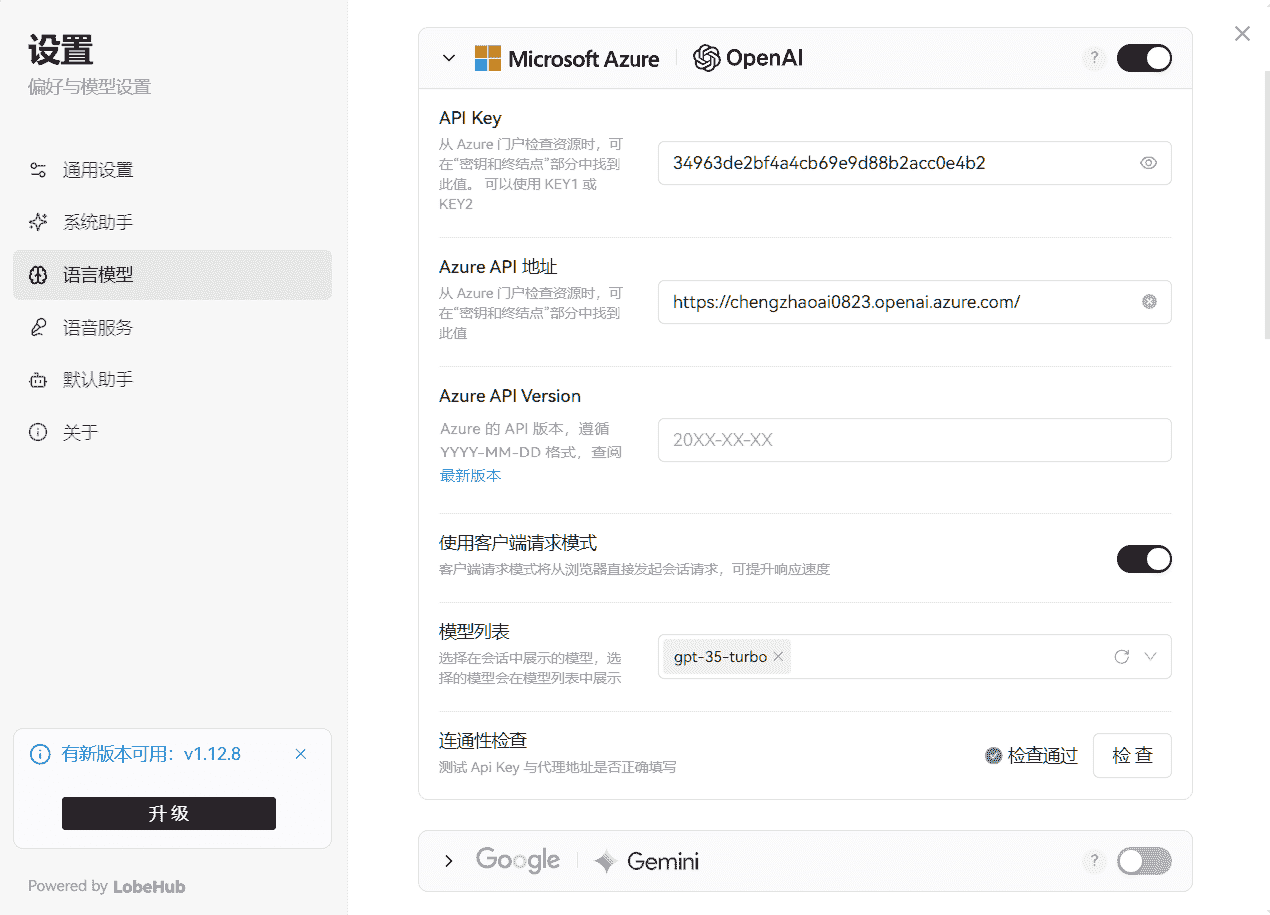 设置
偏好与模型设置
通用设置
系统助手
语言模型
语音服务
默认助手
关于
有新版本可用：v1.12.8
升 级
Powered by LobeHub
Microsoft Azure
OpenAI
?
API Key
从 Azure 门户检查资源时，可
在“密钥和终结点”部分中找到
此值。 可以使用 KEY1 或
KEY2
34963de2bf4a4cb69e9d88b2acc0e4b2
Azure API 地址
从 Azure 门户检查资源时，可
在“密钥和终结点”部分中找到
此值
https://chengzhaoai0823.openai.azure.com/
Azure API Version
Azure 的 API 版本，遵循
YYYY-MM-DD 格式，查阅
最新版本
20XX-XX-XX
使用客户端请求模式
客户端请求模式将从浏览器直接发起会话请求，可提升响应速度
模型列表
选择在会话中展示的模型，选
择的模型会在模型列表中展示
gpt-35-turbo
连通性检查
测试 Api Key 与代理地址是否正确填写
检查通过
检 查
Google
Gemini
?